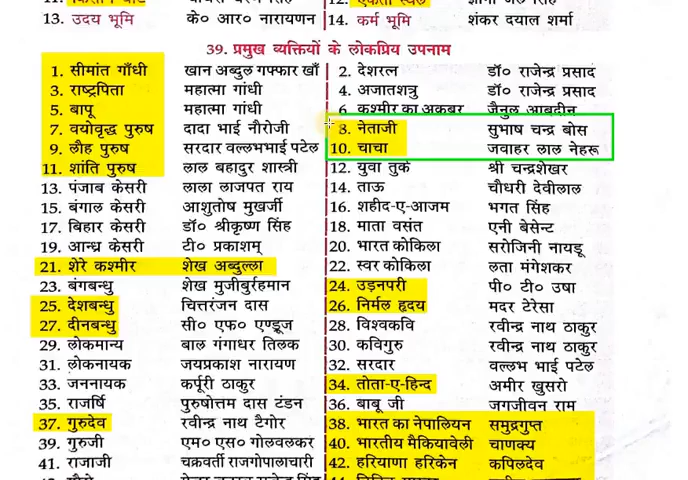 13. उदय भूमि के० आर० नारायणन 14. कर्म भूमि शंकर दयाल शर्मा
39. प्रमुख व्यक्तियों के लोकप्रिय उपनाम
1. सीमांत गाँधी खान अब्दुल गफ्फार खाँ 2. देशरत्न डॉ० राजेन्द्र प्रसाद
3. राष्ट्रपिता महात्मा गांधी 4. अजातशत्रु डॉ० राजेन्द्र प्रसाद
5. बापू महात्मा गांधी 6. कश्मीर का अकबर जैनुल आबदीन
7. वयोवृद्ध पुरुष दादा भाई नौरोजी 8. नेताजी सुभाष चन्द्र बोस
9. लौह पुरुष सरदार वल्लभभाई पटेल 10. चाचा जवाहर लाल नेहरू
11. शांति पुरुष लाल बहादुर शास्त्री 12. युवा तुर्क श्री चन्द्रशेखर
13. पंजाब केसरी लाला लाजपत राय 14. ताऊ चौधरी देवीलाल
15. बंगाल केसरी आशुतोष मुखर्जी 16. शहीद-ए-आजम भगत सिंह
17. बिहार केसरी डॉ० श्रीकृष्ण सिंह 18. माता वसंत एनी बेसेन्ट
19. आन्ध्र केसरी टी० प्रकाशम् 20. भारत कोकिला सरोजिनी नायडू
21. शेरे कश्मीर शेख अब्दुल्ला 22. स्वर कोकिला लता मंगेशकर
23. बंगबन्धु शेख मुजीबुर्रहमान 24. उड़नपरी पी० टी० उषा
25. देशबन्धु चित्तरंजन दास 26. निर्मल हृदय मदर टेरेसा
27. दीनबन्धु सी० एफ० एण्ड्रूज 28. विश्वकवि रवीन्द्र नाथ ठाकुर
29. लोकमान्य बाल गंगाधर तिलक 30. कविगुरु रवीन्द्र नाथ ठाकुर
31. लोकनायक जयप्रकाश नारायण 32. सरदार वल्लभ भाई पटेल
33. जननायक कर्पूरी ठाकुर 34. तोता-ए-हिन्द अमीर खुसरो
35. राजर्षि पुरुषोत्तम दास टंडन 36. बाबू जी जगजीवन राम
37. गुरुदेव रवीन्द्र नाथ टैगोर 38. भारत का नेपालियन समुद्रगुप्त
39. गुरुजी एम० एस० गोलवलकर 40. भारतीय मैकियावेली चाणक्य
41. राजाजी चक्रवर्ती राजगोपालाचारी 42. हरियाणा हरिकेन कपिलदेव